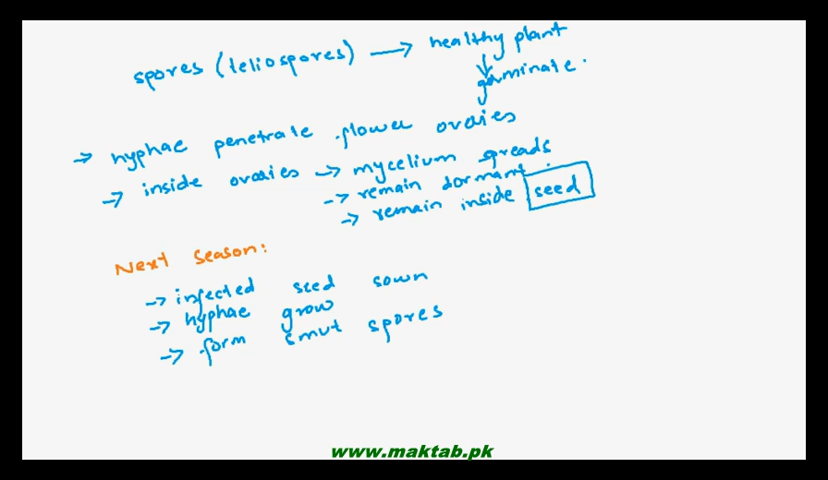 spores (teliospores) → healthy plant
↓
germinate.
→ hyphae penetrate flower ovaries
→ inside ovaries → mycelium spreads
→ remain dormant.
→ remain inside seed
Next season:
→ infected seed sown
→ hyphae grow
→ form smut spores
www.maktab.pk